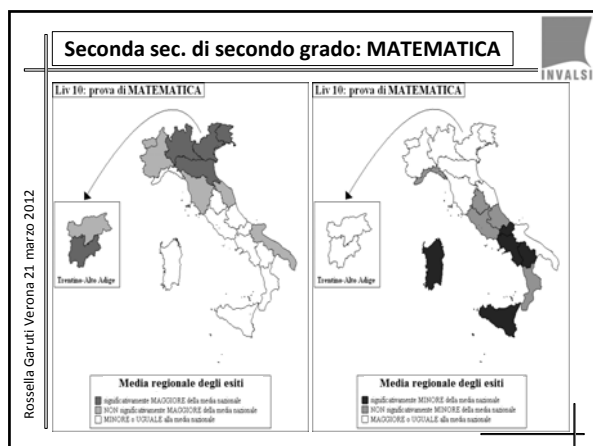 Seconda sec. di secondo grado: MATEMATICA
INVALSI
Rossella Garuti Verona 21 marzo 2012
Liv 10: prova di MATEMATICA
Trentino-Alto Adige
Media regionale degli esiti
significativamente MAGGIORE della media nazionale
NON significativamente MAGGIORE della media nazionale
MINORE o UGUALE alla media nazionale
Liv 10: prova di MATEMATICA
Trentino-Alto Adige
Media regionale degli esiti
significativamente MINORE della media nazionale
NON significativamente MINORE della media nazionale
MAGGIORE o UGUALE alla media nazionale